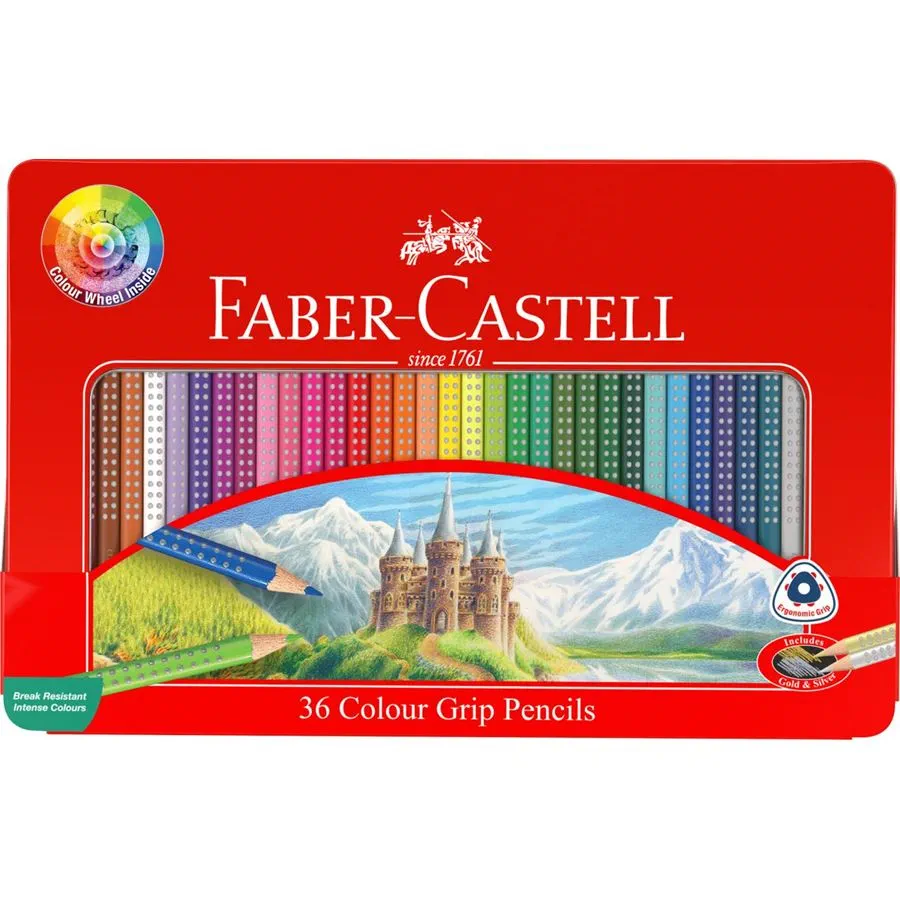 Colour Wheel Inside
FABER-CASTELL
since 1761
Ergonomic Grip
Includes
Gold & Silver
Break Resistant
Intense Colours
36 Colour Grip Pencils